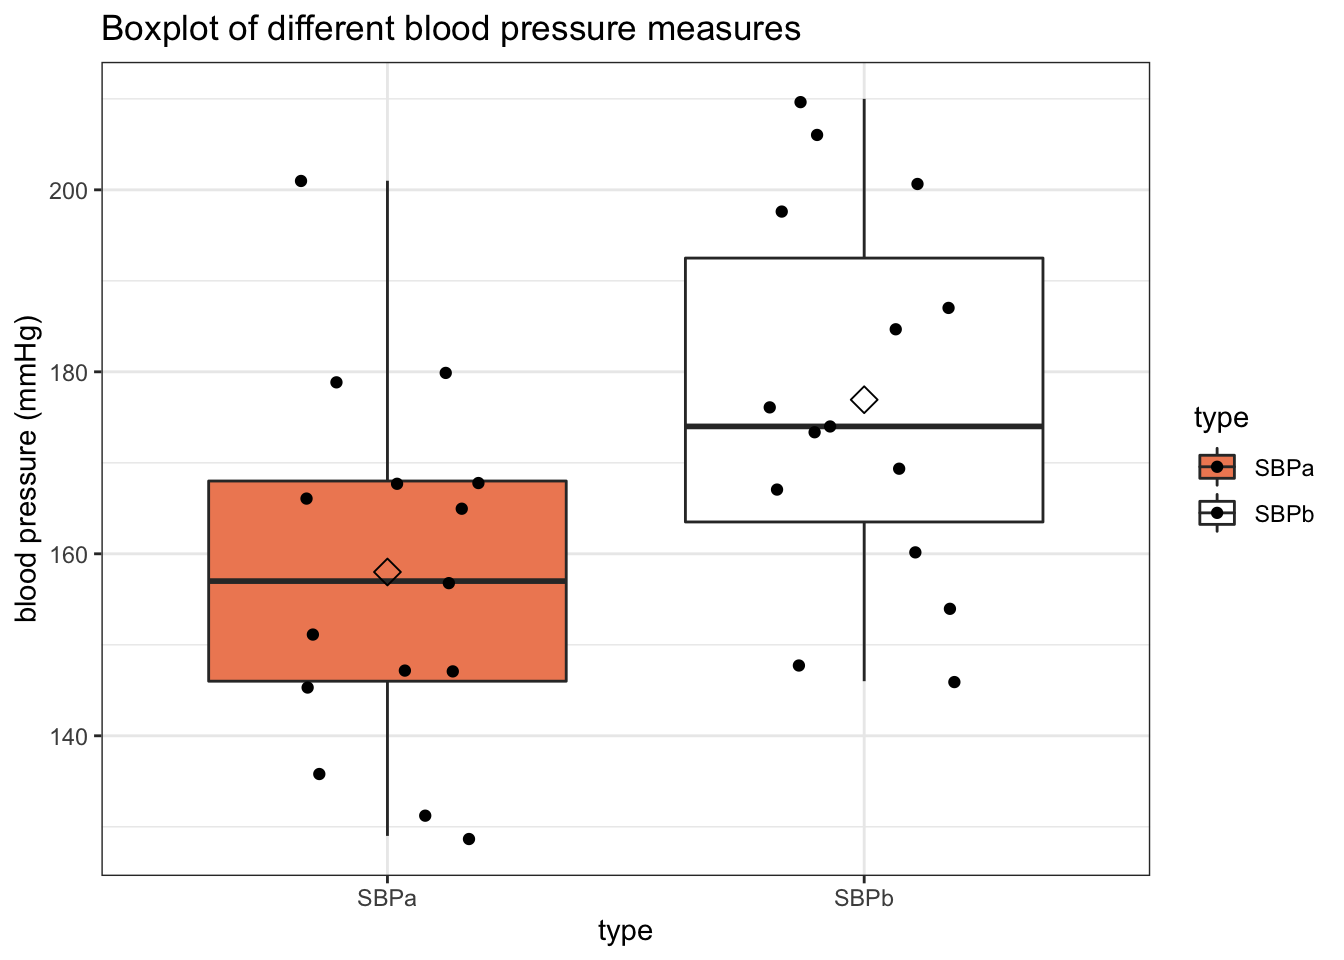 Boxplot of different blood pressure measures
blood pressure (mmHg)
200
180
160
140
SBPa
SBPb
type
type
SBPa
SBPb